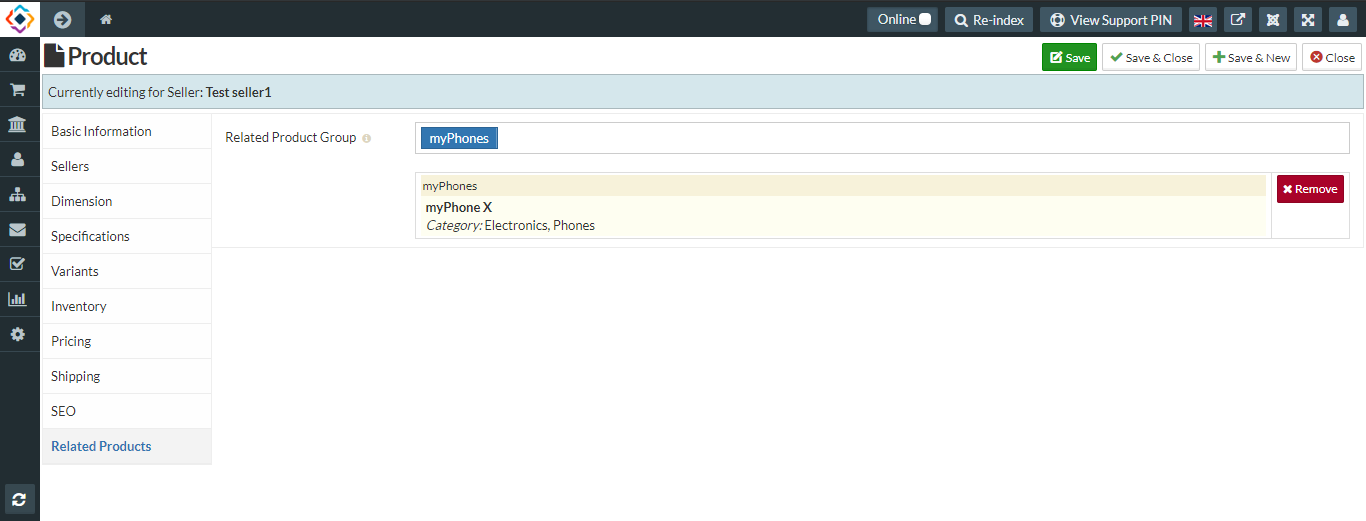 Online Re-index View Support PIN
Product Save Save & Close Save & New Close
Currently editing for Seller: Test seller1
Basic Information
Sellers
Dimension
Specifications
Variants
Inventory
Pricing
Shipping
SEO
Related Products
Related Product Group myPhones
myPhones Remove
myPhone X
Category: Electronics, Phones